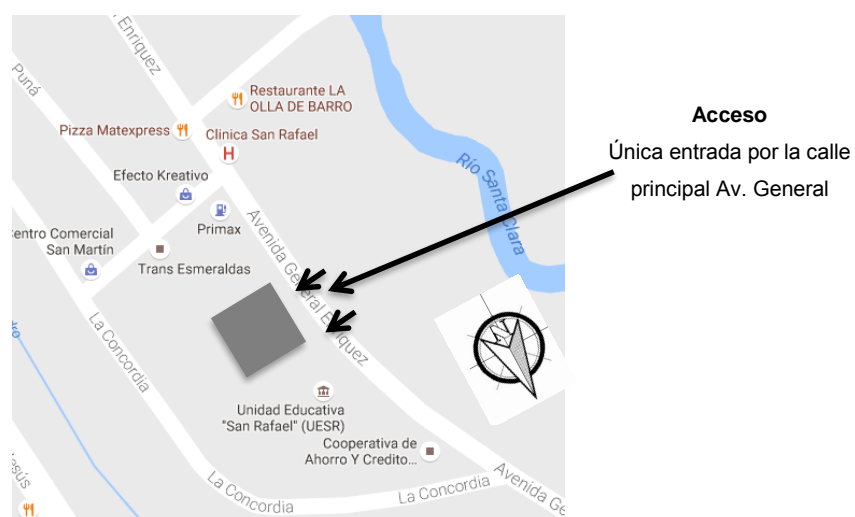 Enriquez
Puná
Restaurante LA
OLLA DE BARRO
Pizza Matexpress
Clinica San Rafael
H
Efecto Kreativo
Primax
entro Comercial
San Martín
Trans Esmeraldas
Avenida General Enriquez
Río Santa Clara
Acceso
Única entrada por la calle
principal Av. General
N
La Concordia
Unidad Educativa
"San Rafael" (UESR)
Cooperativa de
Ahorro Y Credito...
La Concordia
La Concordia
Avenida Ge
esús